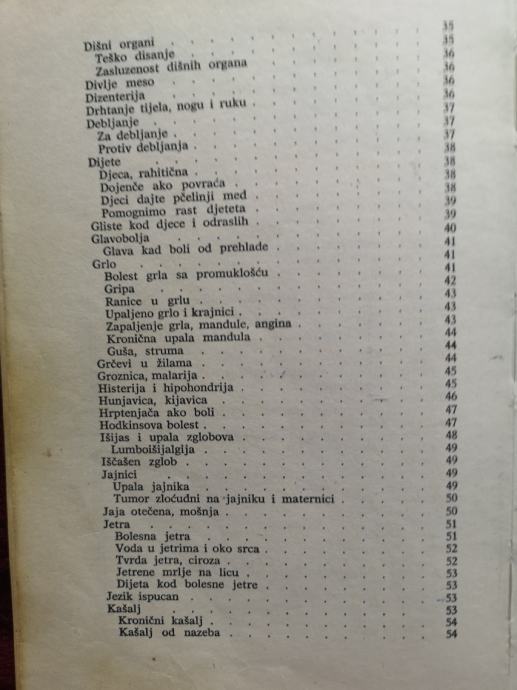 Dišni organi . . . . . . . . . . 35
Teško disanje . . . . . . . . . . 35
Zasluzenost dišnih organa . . . . . . . 36
Divlje meso . . . . . . . . . . 36
Dizenterija . . . . . . . . . . 36
Drhtanje tijela, nogu i ruku . . . . . . . 36
Debljanje . . . . . . . . . . 37
Za debljanje . . . . . . . . . . 37
Protiv debljanja . . . . . . . . . 37
Dijete . . . . . . . . . . 38
Djeca, rahitična . . . . . . . . . 38
Dojenče ako povraća . . . . . . . . 38
Djeci dajte pčelinji med . . . . . . . 38
Pomognimo rast djeteta . . . . . . . 39
Gliste kod djece i odraslih . . . . . . . 39
Glavobolja . . . . . . . . . . 40
Glava kad boli od prehlade . . . . . . . 41
Grlo . . . . . . . . . . 41
Bolest grla sa promuklošću . . . . . . . 41
Gripa . . . . . . . . . . 42
Ranice u grlu . . . . . . . . . 43
Upaljeno grlo i krajnici . . . . . . . . 43
Zapaljenje grla, mandule, angina . . . . . . 43
Kronična upala mandula . . . . . . . 44
Guša, struma . . . . . . . . . 44
Grčevi u žilama . . . . . . . . . 44
Groznica, malarija . . . . . . . . . 45
Histerija i hipohondrija . . . . . . . . 45
Hunjavica, kijavica . . . . . . . . . 46
Hrptenjača ako boli . . . . . . . . . 47
Hodkinsova bolest . . . . . . . . . 47
Išijas i upala zglobova . . . . . . . . 48
Lumboišijalgija . . . . . . . . . 49
Iščašen zglob . . . . . . . . . . 49
Jajnici . . . . . . . . . . 49
Upala jajnika . . . . . . . . . 49
Tumor zloćudni na jajniku i maternici . . . . . 50
Jaja otečena, mošnja . . . . . . . . 50
Jetra . . . . . . . . . . 51
Bolesna jetra . . . . . . . . . 51
Voda u jetrima i oko srca . . . . . . . 52
Tvrda jetra, ciroza . . . . . . . . 52
Jetrene mrlje na licu . . . . . . . . 53
Dijeta kod bolesne jetre . . . . . . . 53
Jezik ispucan . . . . . . . . . . 53
Kašalj . . . . . . . . . . 53
Kronični kašalj . . . . . . . . . 54
Kašalj od nazeba . . . . . . . . . 54